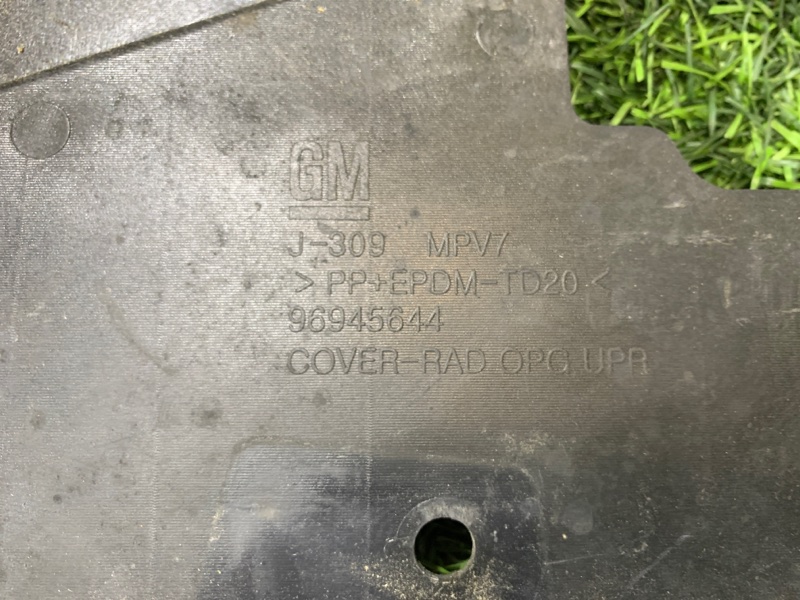 GM
J-309 MPV7
>PP+EPDM-TD20<
96945644
COVER-RAD OPG, UPR